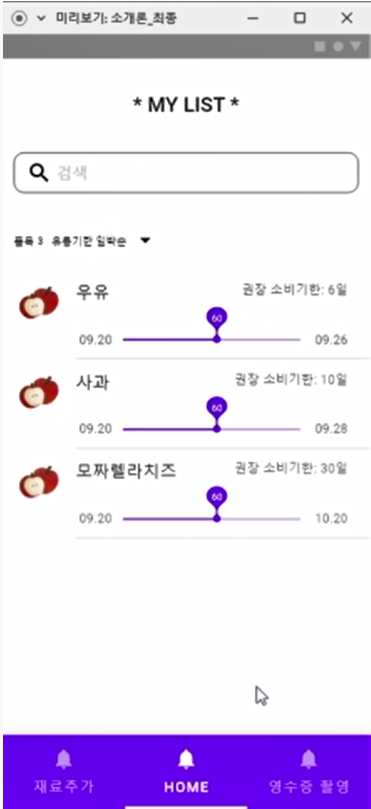 미리보기: 소개론_최종
* MY LIST *
검색
품목 3 유통기한 임박순
우유 권장 소비기한: 6일
60
09.20 09.26
사과 권장 소비기한: 10일
60
09.20 09.28
모짜렐라치즈 권장 소비기한: 30일
60
09.20 10.20
재료추가 HOME 영수증 촬영